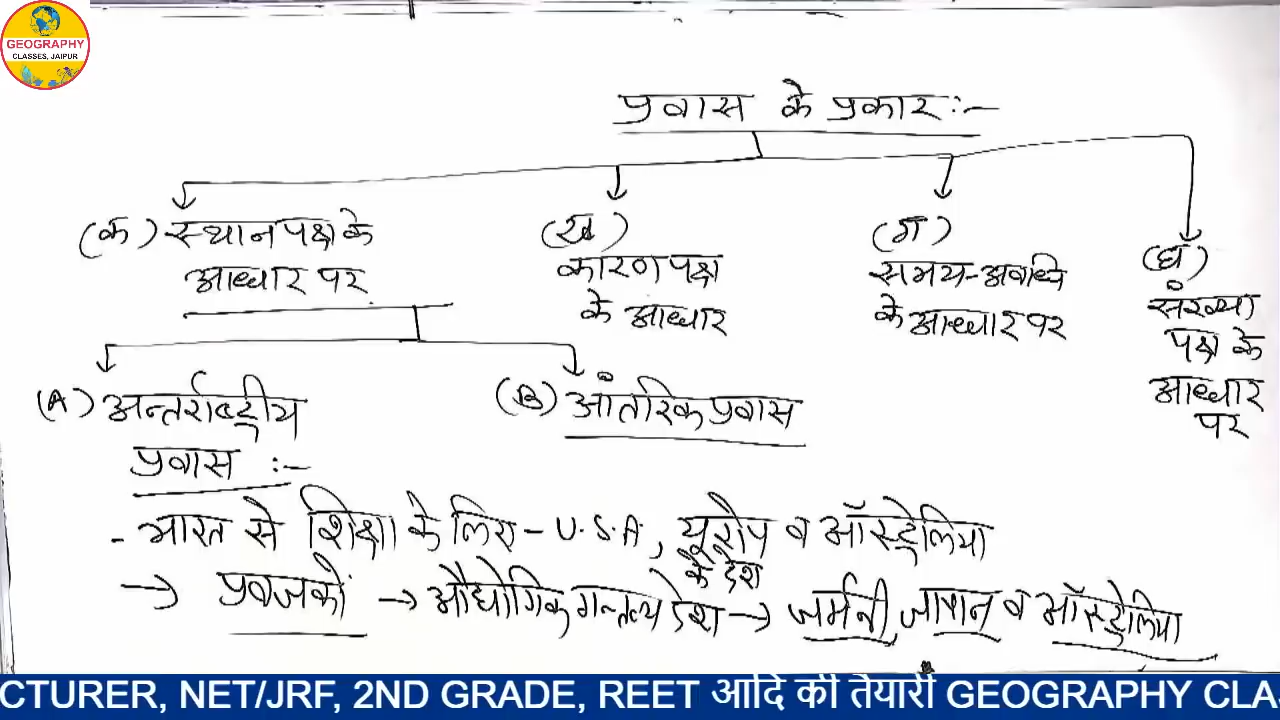 GEOGRAPHY
CLASSES, JAIPUR
प्रवास के प्रकार :-
(क) स्थान पक्ष के
आधार पर
(ख)
कारण पक्ष
के आधार
(ग)
समय-अवधि
के आधार पर
(घ)
संख्या
पक्ष के
आधार
पर
(A) अन्तर्राष्ट्रीय
प्रवास :-
(B) आंतरिक प्रवास
- भारत से शिक्षा के लिए - U.S.A., यूरोप व ऑस्ट्रेलिया
के देश
→ प्रवजकों → औद्योगिक गन्तव्य देश → जर्मनी, जापान व ऑस्ट्रेलिया
CTURER, NET/JRF, 2ND GRADE, REET आदि की तैयारी GEOGRAPHY CLA